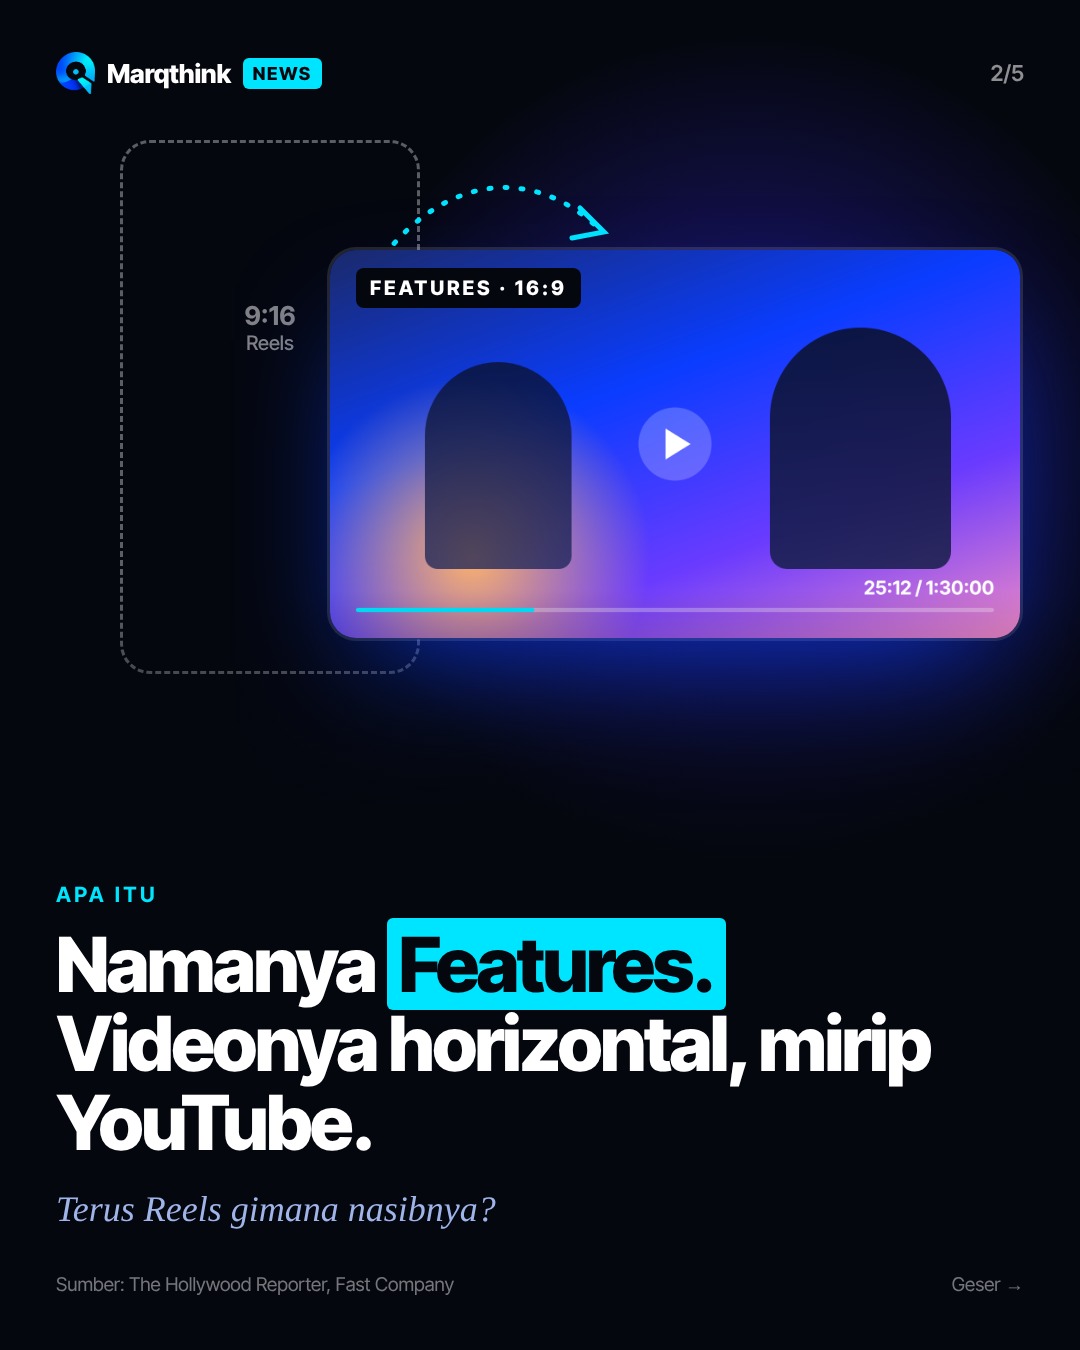 Marqthink NEWS
2/5
9:16
Reels
FEATURES · 16:9
25:12 / 1:30:00
APA ITU
Namanya Features.
Videonya horizontal, mirip
YouTube.
Terus Reels gimana nasibnya?
Sumber: The Hollywood Reporter, Fast Company
Geser →